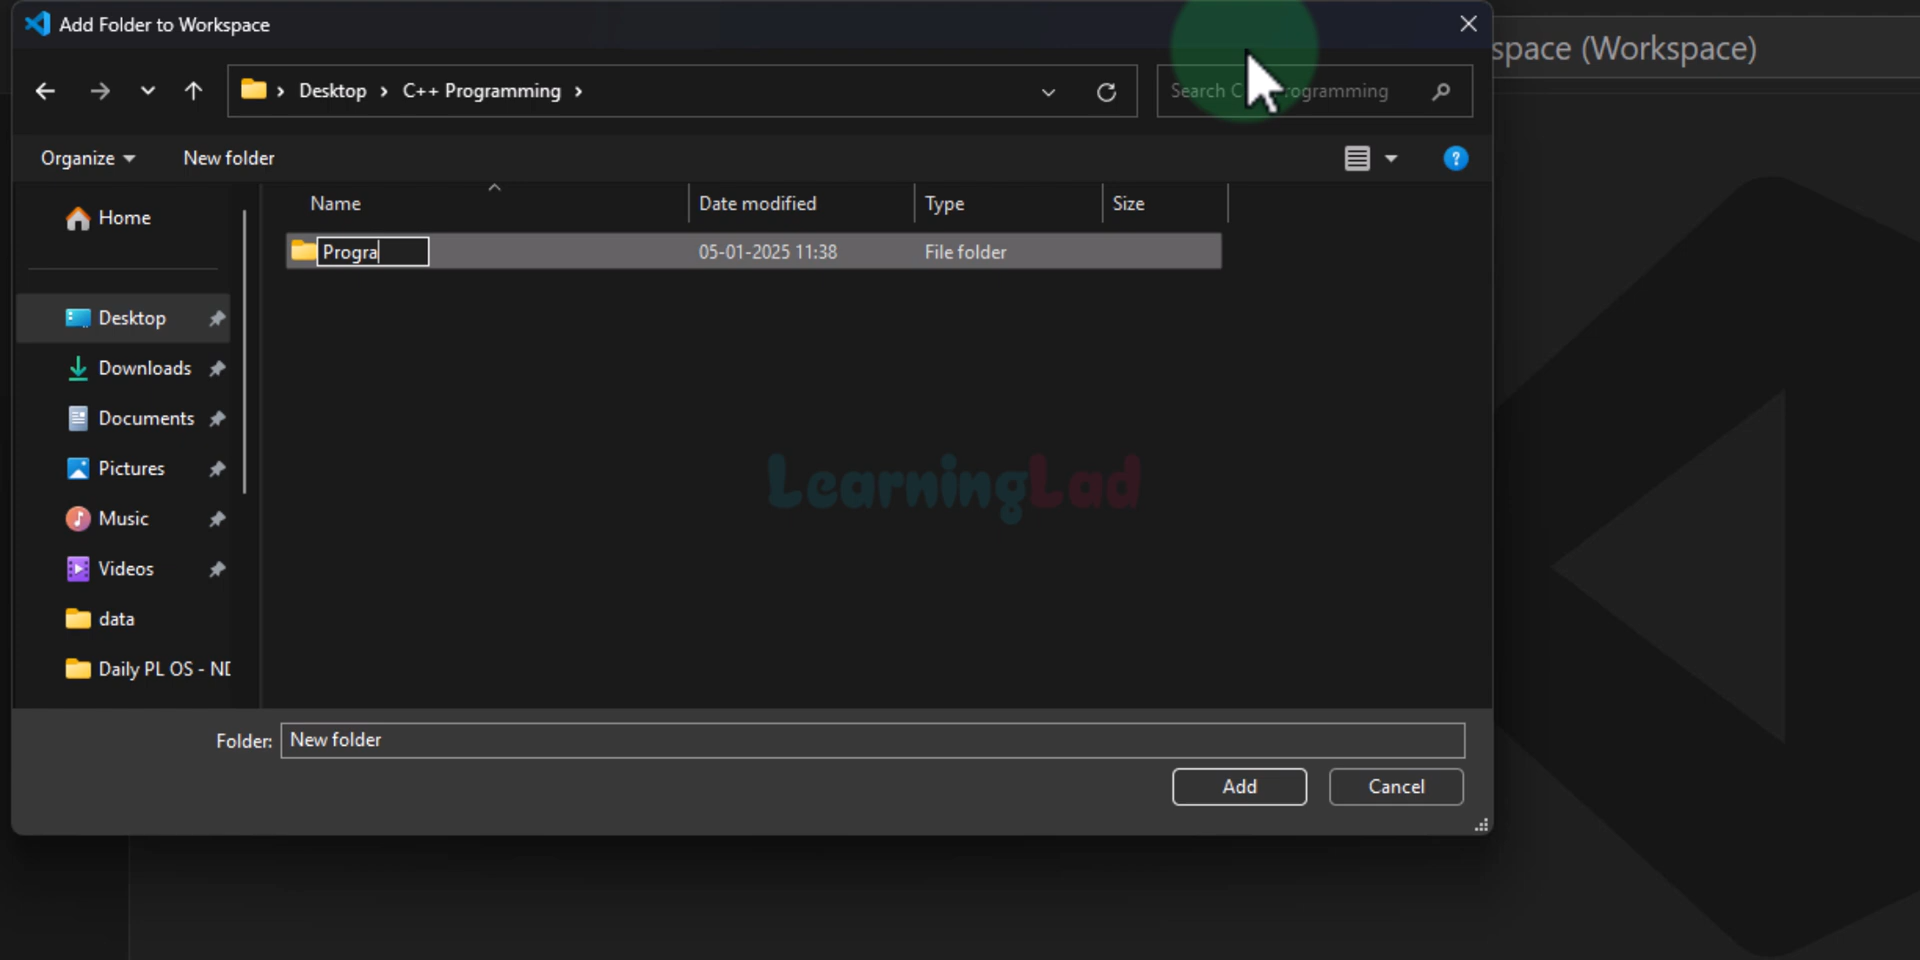 Add Folder to Workspace
space (Workspace)
Desktop > C++ Programming >
Search C rogramming
Organize
New folder
Name
Date modified
Type
Size
Progra
05-01-2025 11:38
File folder
Home
Desktop
Downloads
Documents
Pictures
Music
Videos
data
Daily PL OS - ND
LearningLad
Folder: New folder
Add
Cancel